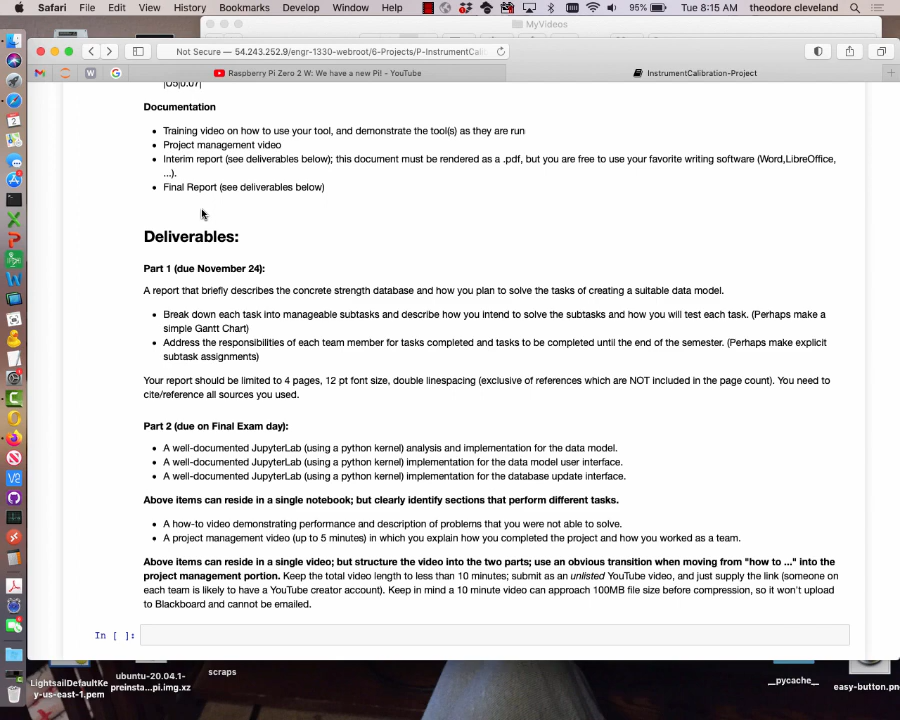 Safari File Edit View History Bookmarks Develop Window Help 95% Tue 8:15 AM theodore cleveland
MyVideos
Not Secure — 54.243.252.9/engr-1330-webroot/6-Projects/P-InstrumentCali
Raspberry Pi Zero 2 W: We have a new Pi! - YouTube
InstrumentCalibration-Project
Documentation
Training video on how to use your tool, and demonstrate the tool(s) as they are run
Project management video
Interim report (see deliverables below); this document must be rendered as a .pdf, but you are free to use your favorite writing software (Word,LibreOffice,
...).
Final Report (see deliverables below)
Deliverables:
Part 1 (due November 24):
A report that briefly describes the concrete strength database and how you plan to solve the tasks of creating a suitable data model.
Break down each task into manageable subtasks and describe how you intend to solve the subtasks and how you will test each task. (Perhaps make a
simple Gantt Chart)
Address the responsibilities of each team member for tasks completed and tasks to be completed until the end of the semester. (Perhaps make explicit
subtask assignments)
Your report should be limited to 4 pages, 12 pt font size, double linespacing (exclusive of references which are NOT included in the page count). You need to
cite/reference all sources you used.
Part 2 (due on Final Exam day):
A well-documented JupyterLab (using a python kernel) analysis and implementation for the data model.
A well-documented JupyterLab (using a python kernel) implementation for the data model user interface.
A well-documented JupyterLab (using a python kernel) implementation for the database update interface.
Above items can reside in a single notebook; but clearly identify sections that perform different tasks.
A how-to video demonstrating performance and description of problems that you were not able to solve.
A project management video (up to 5 minutes) in which you explain how you completed the project and how you worked as a team.
Above items can reside in a single video; but structure the video into the two parts; use an obvious transition when moving from "how to ..." into the
project management portion. Keep the total video length to less than 10 minutes; submit as an unlisted YouTube video, and just supply the link (someone on
each team is likely to have a YouTube creator account). Keep in mind a 10 minute video can approach 100MB file size before compression, so it won't upload
to Blackboard and cannot be emailed.
In [ ]:
LightsailDefaultKe
y-us-east-1.pem
ubuntu-20.04.1-
preinsta...pi.img.xz
scraps
__pycache__
easy-button.pn